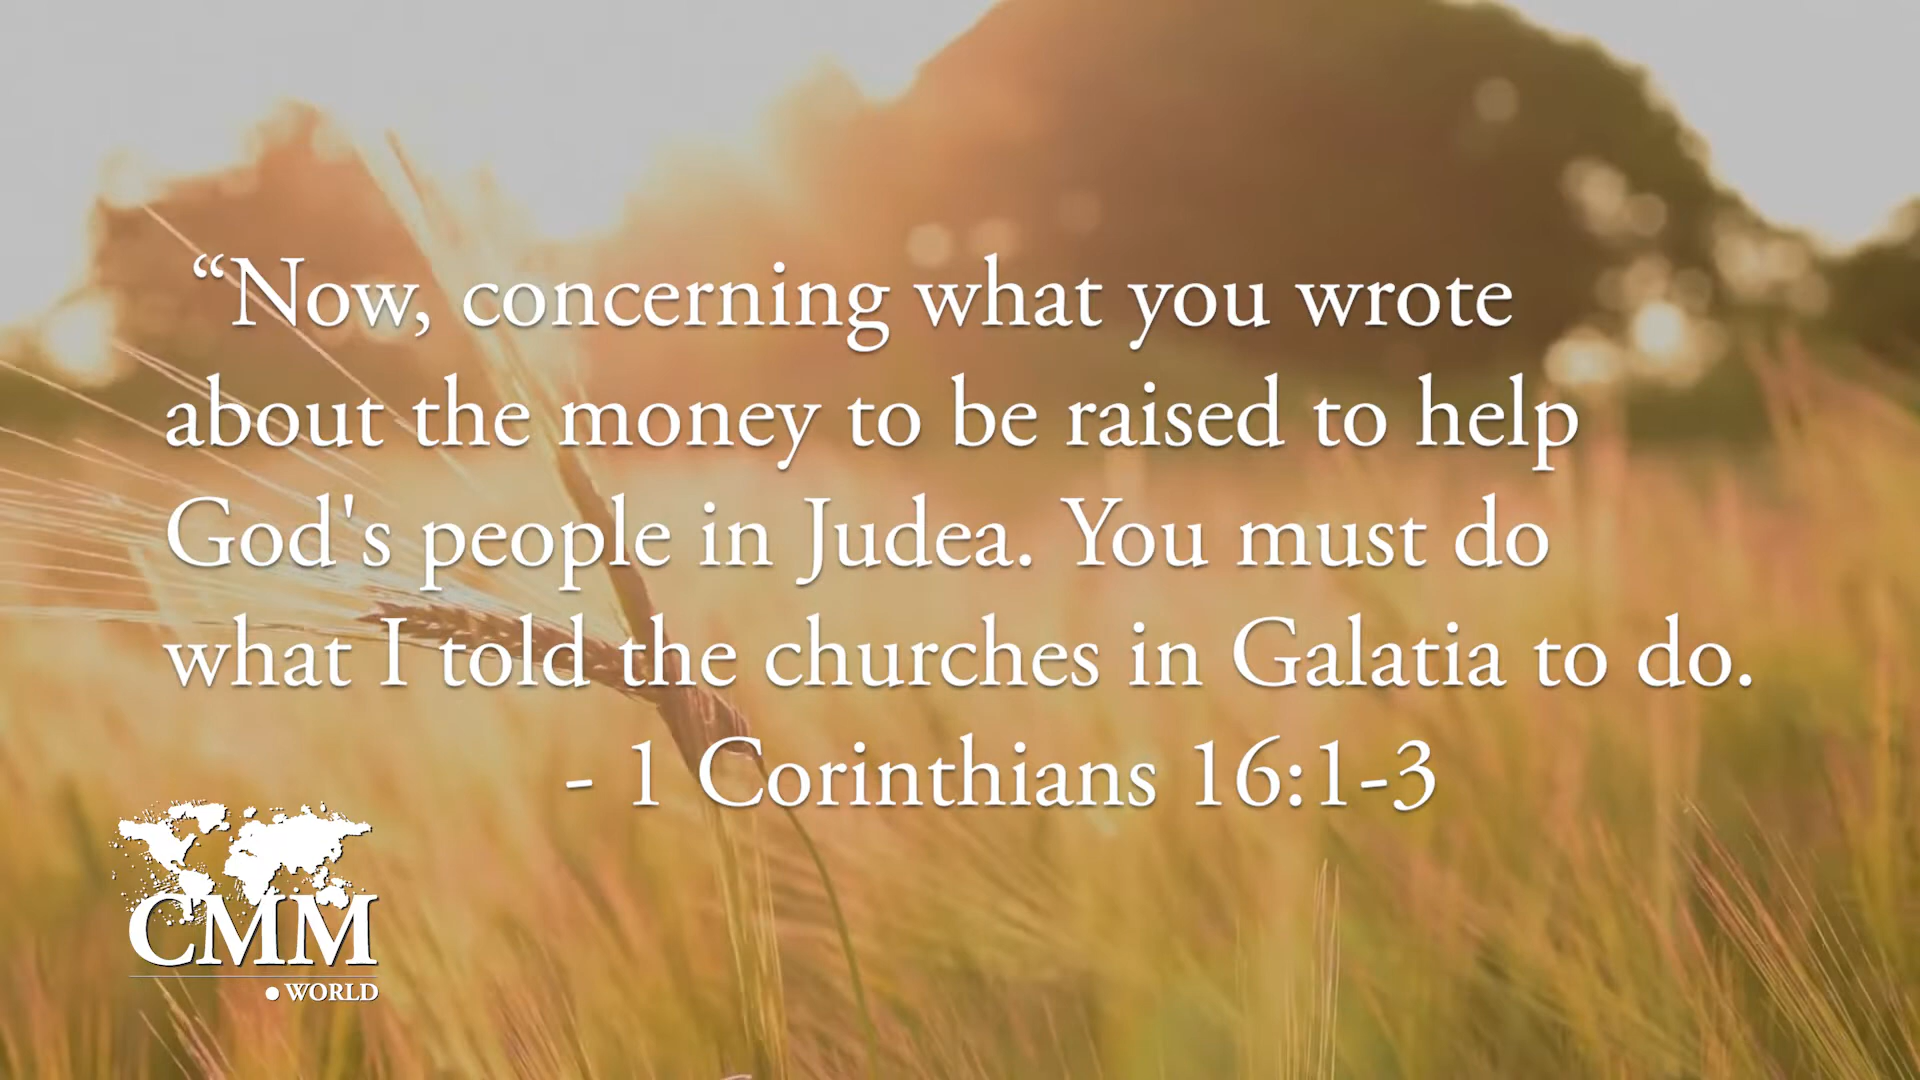 “Now, concerning what you wrote
about the money to be raised to help
God's people in Judea. You must do
what I told the churches in Galatia to do.
- 1 Corinthians 16:1-3
CMM
.WORLD